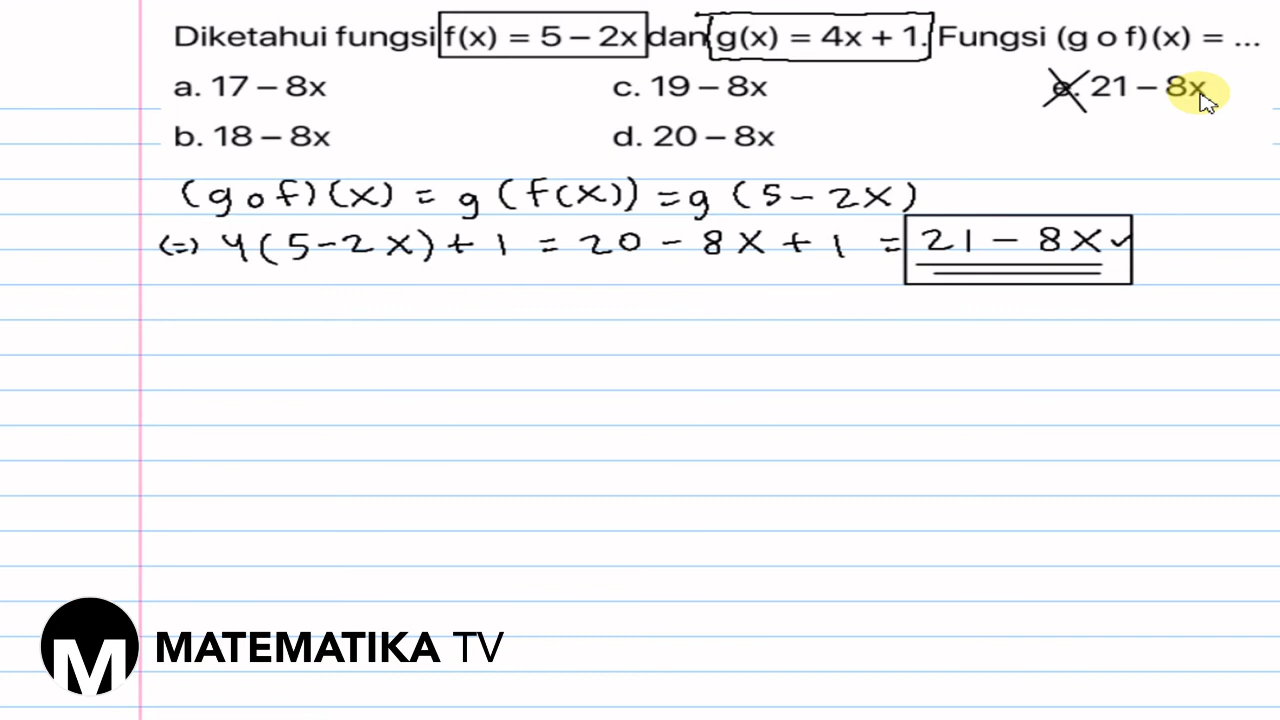 Diketahui fungsi f(x) = 5 – 2x dan g(x) = 4x + 1. Fungsi (g o f)(x) = ...
a. 17 – 8x c. 19 – 8x e. 21 – 8x
b. 18 – 8x d. 20 – 8x
(g o f)(x) = g(f(x)) = g(5 - 2x)
(=) 4(5 - 2x) + 1 = 20 - 8x + 1 = 21 - 8x
M MATEMATIKA TV